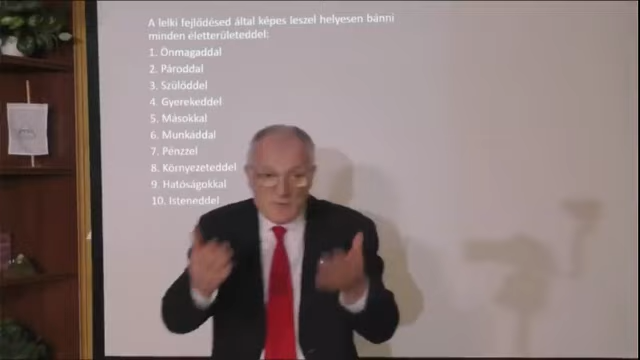 A lelki fejlődésed által képes leszel helyesen bánni
minden életterületeddel:
1. Önmagaddal
2. Pároddal
3. Szülőddel
4. Gyerekeddel
5. Másokkal
6. Munkáddal
7. Pénzzel
8. Környezeteddel
9. Hatóságokkal
10. Isteneddel